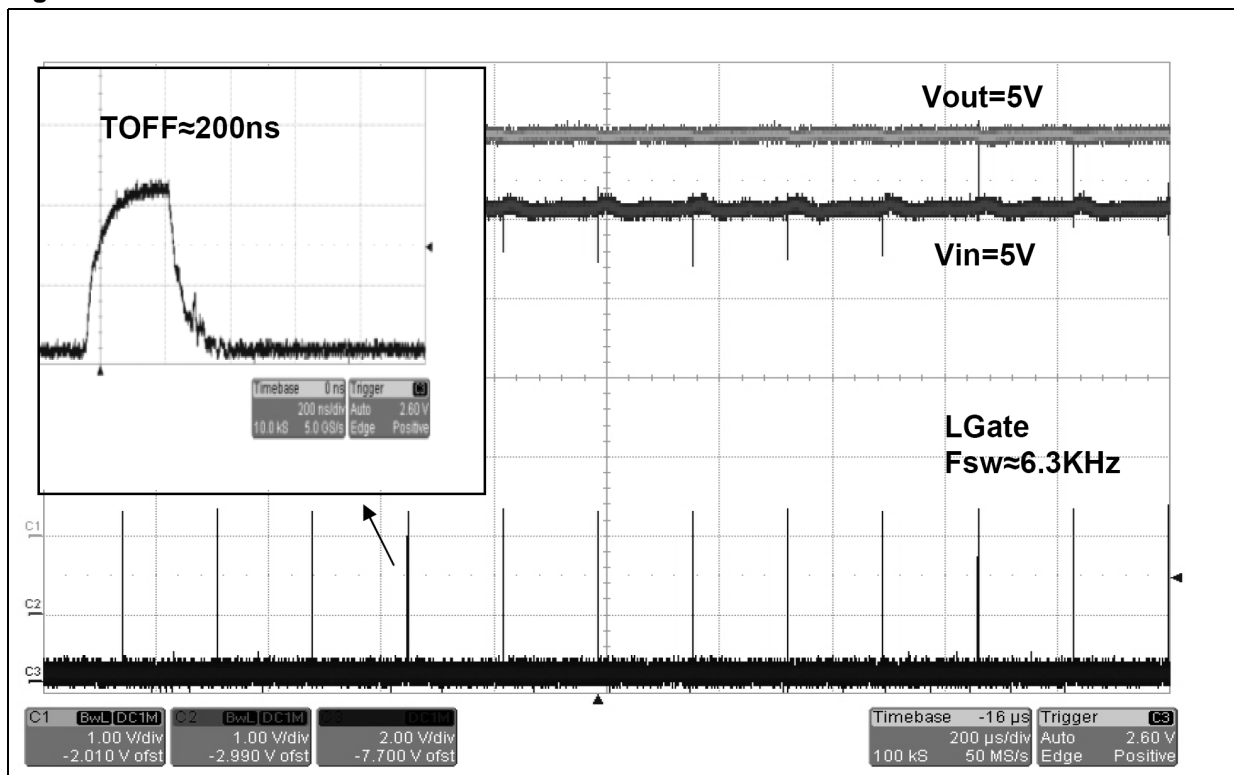 TOFF≈200ns
Vout=5V
Vin=5V
Timebase 0 ns
200 ns/div
10.0 kS 5.0 GS/s
Trigger C3
Auto 2.60 V
Edge Positive
LGate
Fsw≈6.3KHz
C1
C2
C3
C1 BwL DC1M
1.00 V/div
-2.010 V ofst
C2 BwL DC1M
1.00 V/div
-2.990 V ofst
C3 DC1M
2.00 V/div
-7.700 V ofst
Timebase -16 µs
200 µs/div
100 kS 50 MS/s
Trigger C3
Auto 2.60 V
Edge Positive